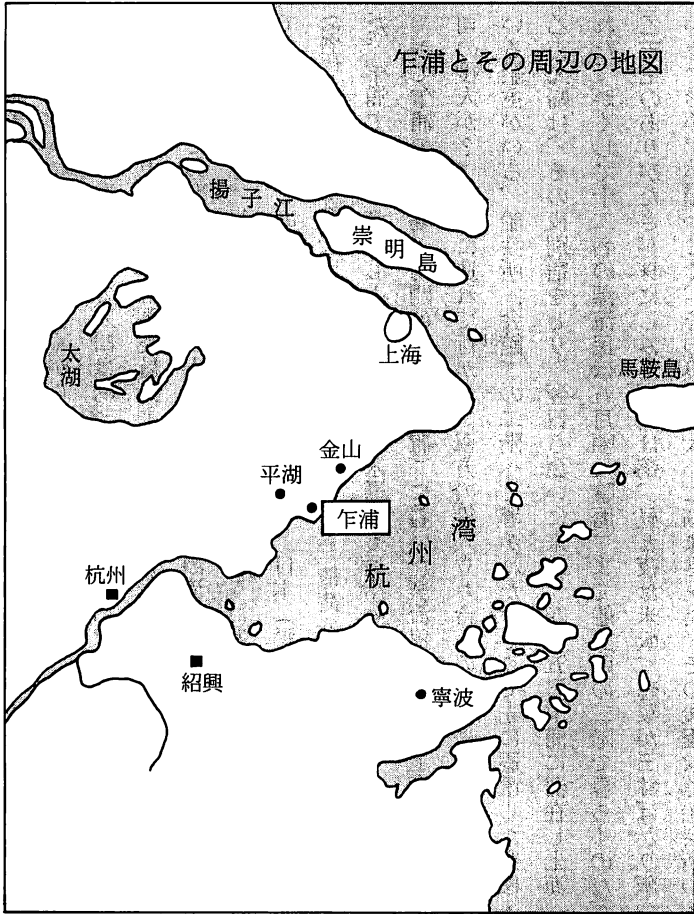 乍浦とその周辺の地図
揚子江
崇明島
太湖
上海
馬鞍島
金山
平湖
乍浦
杭州湾
杭州
紹興
寧波